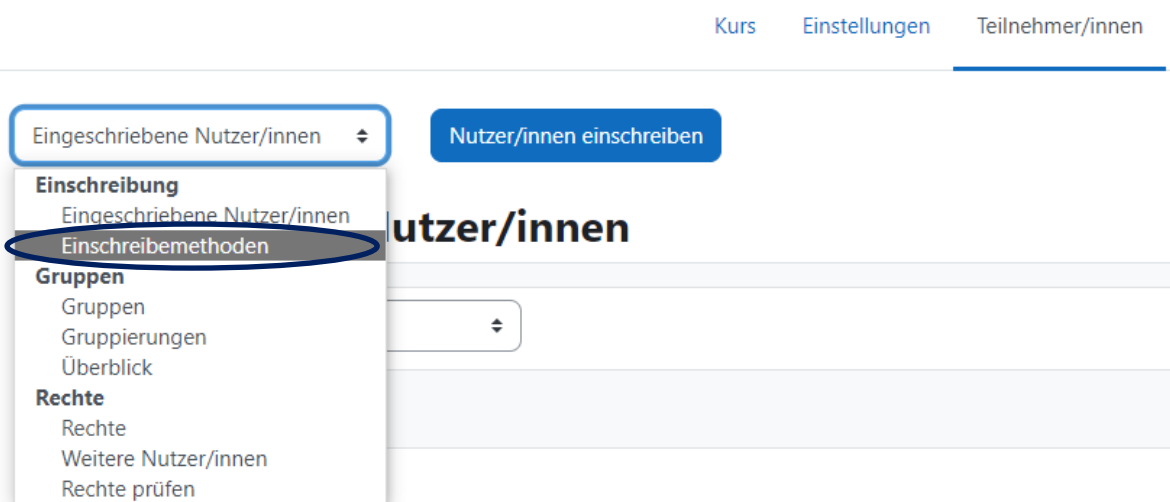 Kurs Einstellungen Teilnehmer/innen
Eingeschriebene Nutzer/innen Nutzer/innen einschreiben
Einschreibung
Eingeschriebene Nutzer/innen
utzer/innen
Einschreibemethoden
Gruppen
Gruppen
Gruppierungen
Überblick
Rechte
Rechte
Weitere Nutzer/innen
Rechte prüfen